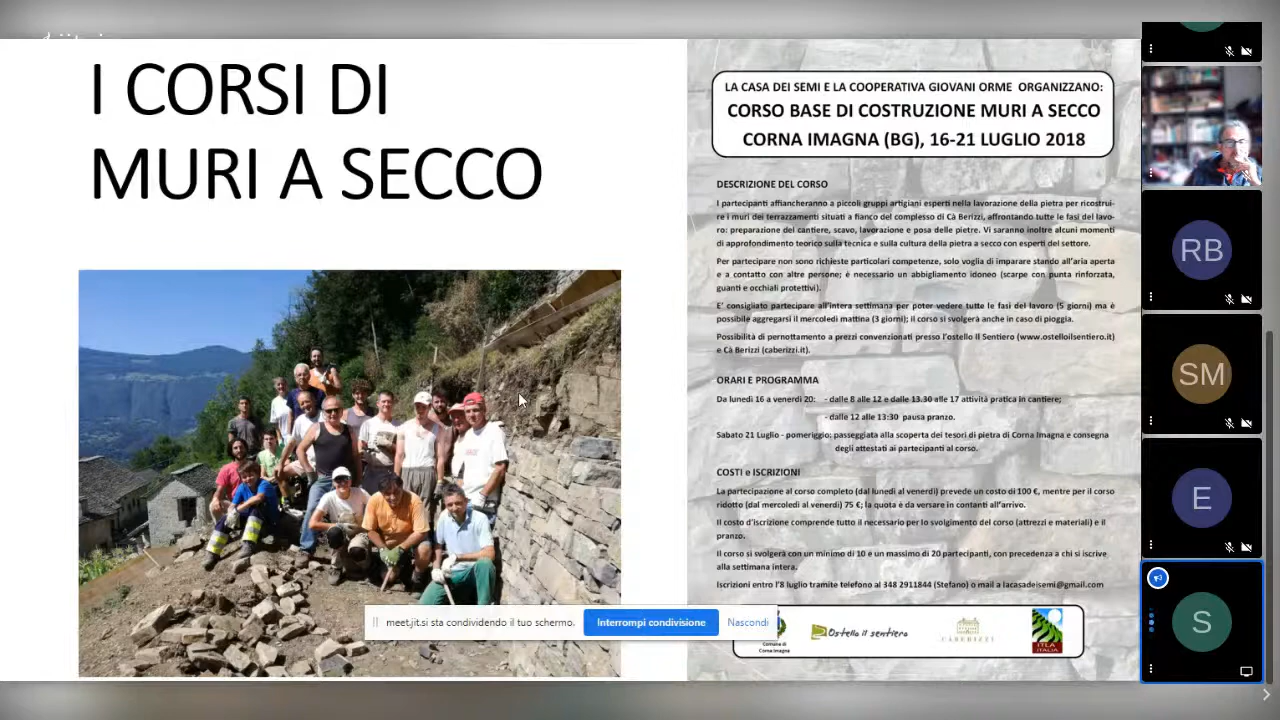 I CORSI DI
MURI A SECCO
LA CASA DEI SEMI E LA COOPERATIVA GIOVANI ORME ORGANIZZANO:
CORSO BASE DI COSTRUZIONE MURI A SECCO
CORNA IMAGNA (BG), 16-21 LUGLIO 2018
DESCRIZIONE DEL CORSO
I partecipanti affiancheranno a piccoli gruppi artigiani esperti nella lavorazione della pietra per ricostrui-
re i muri dei terrazzamenti situati a fianco del complesso di Cà Berizzi, affrontando tutte le fasi del lavo-
ro: preparazione del cantiere, scavo, lavorazione e posa delle pietre. Vi saranno inoltre alcuni momenti
di approfondimento teorico sulla tecnica e sulla cultura della pietra a secco con esperti del settore.
Per partecipare non sono richieste particolari competenze, solo voglia di imparare stando all'aria aperta
e a contatto con altre persone; è necessario un abbigliamento idoneo (scarpe con punta rinforzata,
guanti e occhiali protettivi).
E' consigliato partecipare all'intera settimana per poter vedere tutte le fasi del lavoro (5 giorni) ma è
possibile aggregarsi il mercoledì mattina (3 giorni); il corso si svolgerà anche in caso di pioggia.
Possibilità di pernottamento a prezzi convenzionati presso l'ostello Il Sentiero (www.ostelloilsentiero.it)
e Cà Berizzi (caberizzi.it).
ORARI E PROGRAMMA
Da lunedì 16 a venerdì 20: - dalle 8 alle 12 e dalle 13.30 alle 17 attività pratica in cantiere;
- dalle 12 alle 13:30 pausa pranzo.
Sabato 21 Luglio - pomeriggio: passeggiata alla scoperta dei tesori di pietra di Corna Imagna e consegna
degli attestati ai partecipanti al corso.
COSTI e ISCRIZIONI
La partecipazione al corso completo (dal lunedì al venerdì) prevede un costo di 100 €, mentre per il corso
ridotto (dal mercoledì al venerdì) 75 €; la quota è da versare in contanti all'arrivo.
Il costo d'iscrizione comprende tutto il necessario per lo svolgimento del corso (attrezzi e materiali) e il
pranzo.
Il corso si svolgerà con un minimo di 10 e un massimo di 20 partecipanti, con precedenza a chi si iscrive
alla settimana intera.
Iscrizioni entro l'8 luglio tramite telefono al 348 2911844 (Stefano) o mail a lacasadeisemi@gmail.com
Comune di
Corna Imagna
Ostello il sentiero
CABERIZZI
ITLA
ITALIA
meet.jit.si sta condividendo il tuo schermo.
Interrompi condivisione
Nascondi
RB
SM
E
S